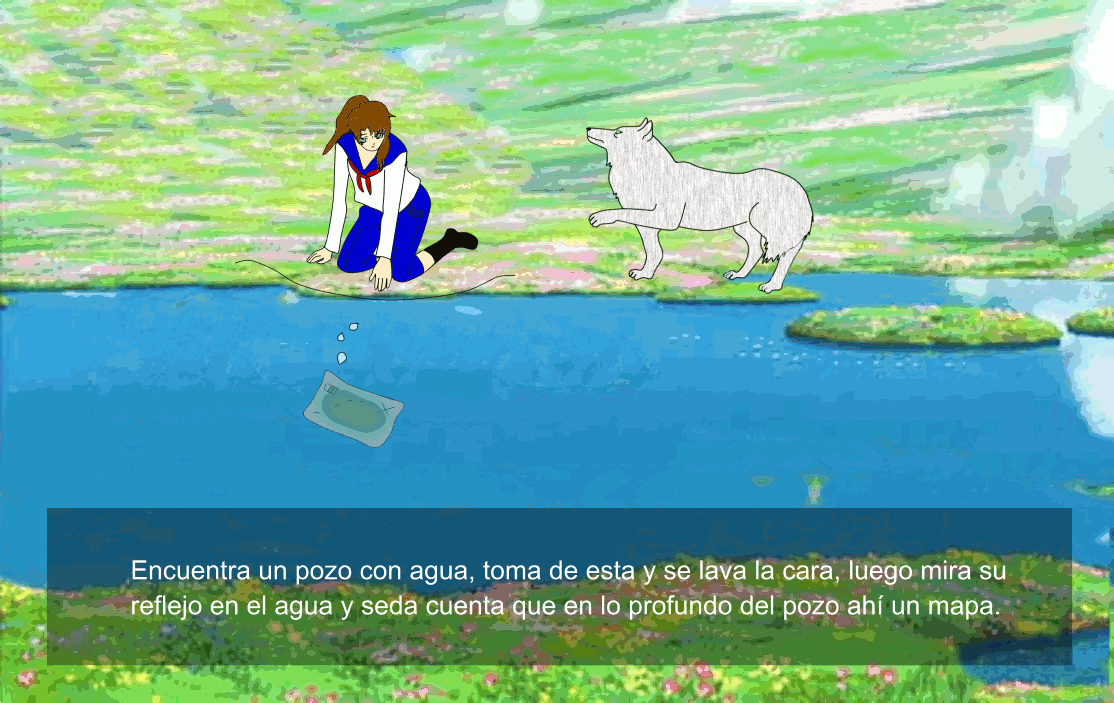 Encuentra un pozo con agua, toma de esta y se lava la cara, luego mira su
reflejo en el agua y seda cuenta que en lo profundo del pozo ahí un mapa.